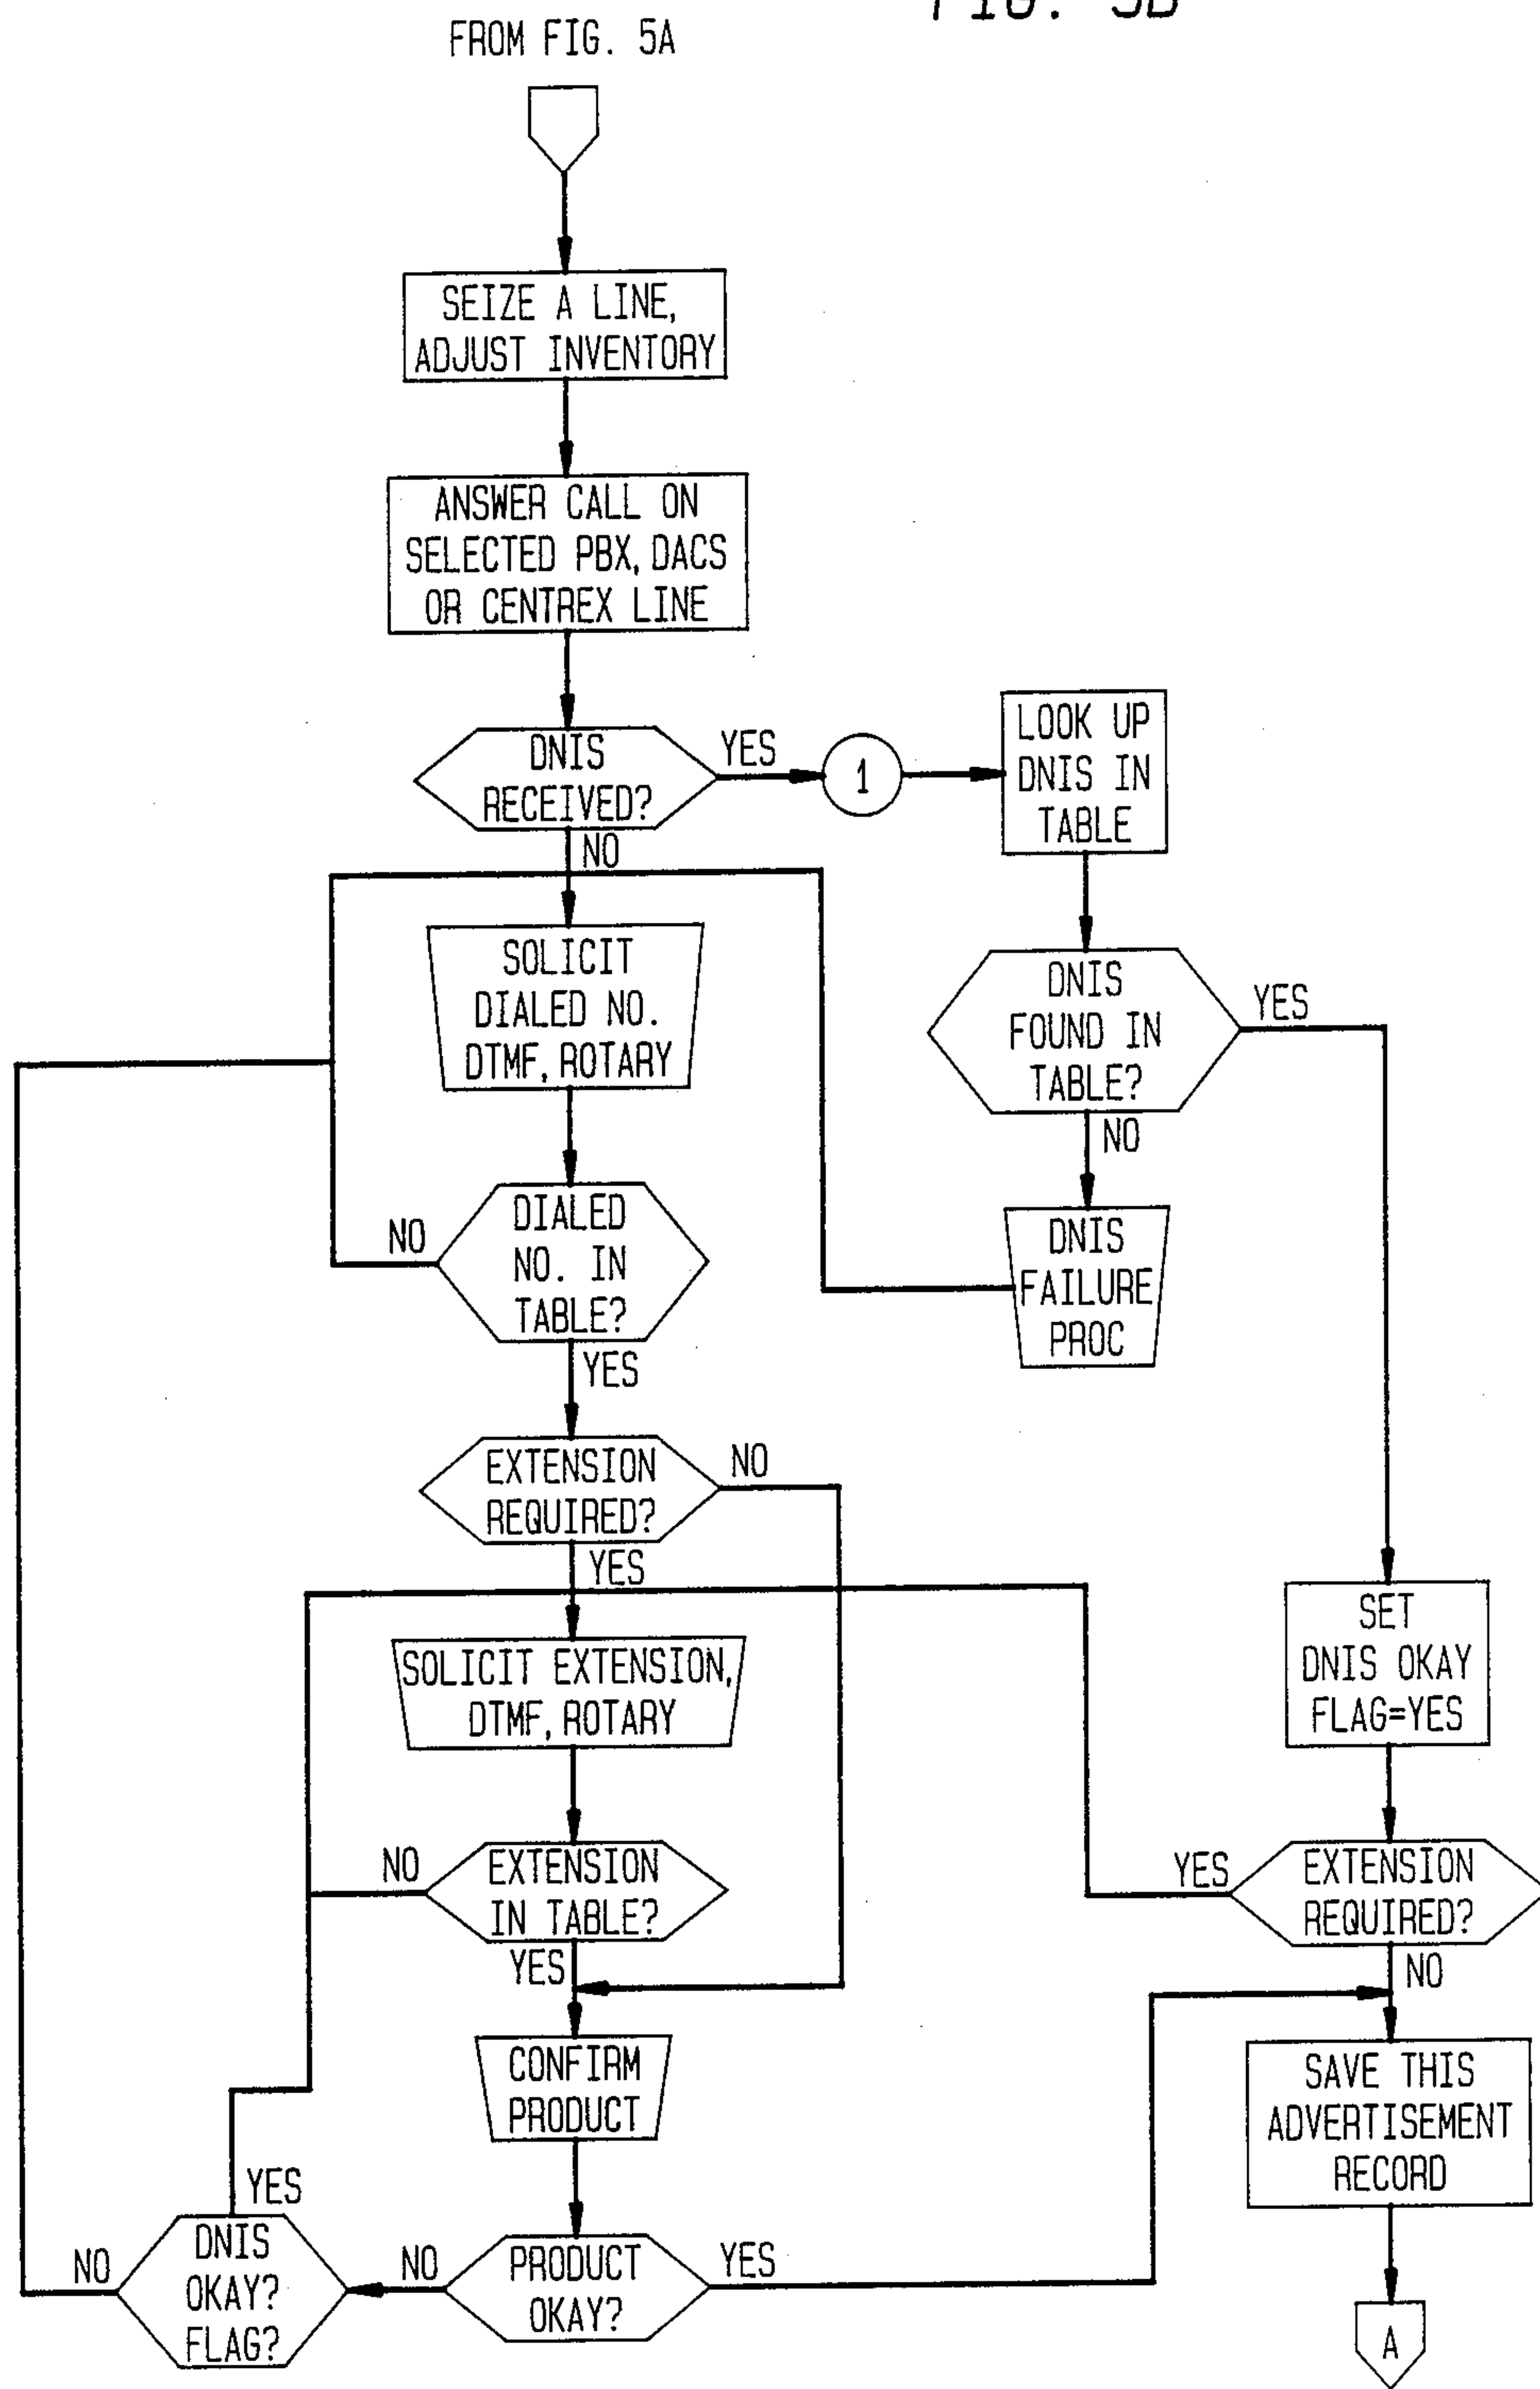 FIG. 5B
FROM FIG. 5A
SEIZE A LINE,
ADJUST INVENTORY
ANSWER CALL ON
SELECTED PBX, DACS
OR CENTREX LINE
DNIS
RECEIVED?
YES
1
LOOK UP
DNIS IN
TABLE
NO
SOLICIT
DIALED NO.
DTMF, ROTARY
DNIS
FOUND IN
TABLE?
YES
NO
DIALED
NO. IN
TABLE?
NO
YES
DNIS
FAILURE
PROC
EXTENSION
REQUIRED?
NO
YES
SOLICIT EXTENSION,
DTMF, ROTARY
SET
DNIS OKAY
FLAG=YES
EXTENSION
IN TABLE?
NO
YES
EXTENSION
REQUIRED?
YES
NO
CONFIRM
PRODUCT
SAVE THIS
ADVERTISEMENT
RECORD
PRODUCT
OKAY?
NO
YES
DNIS
OKAY?
FLAG?
YES
NO
A